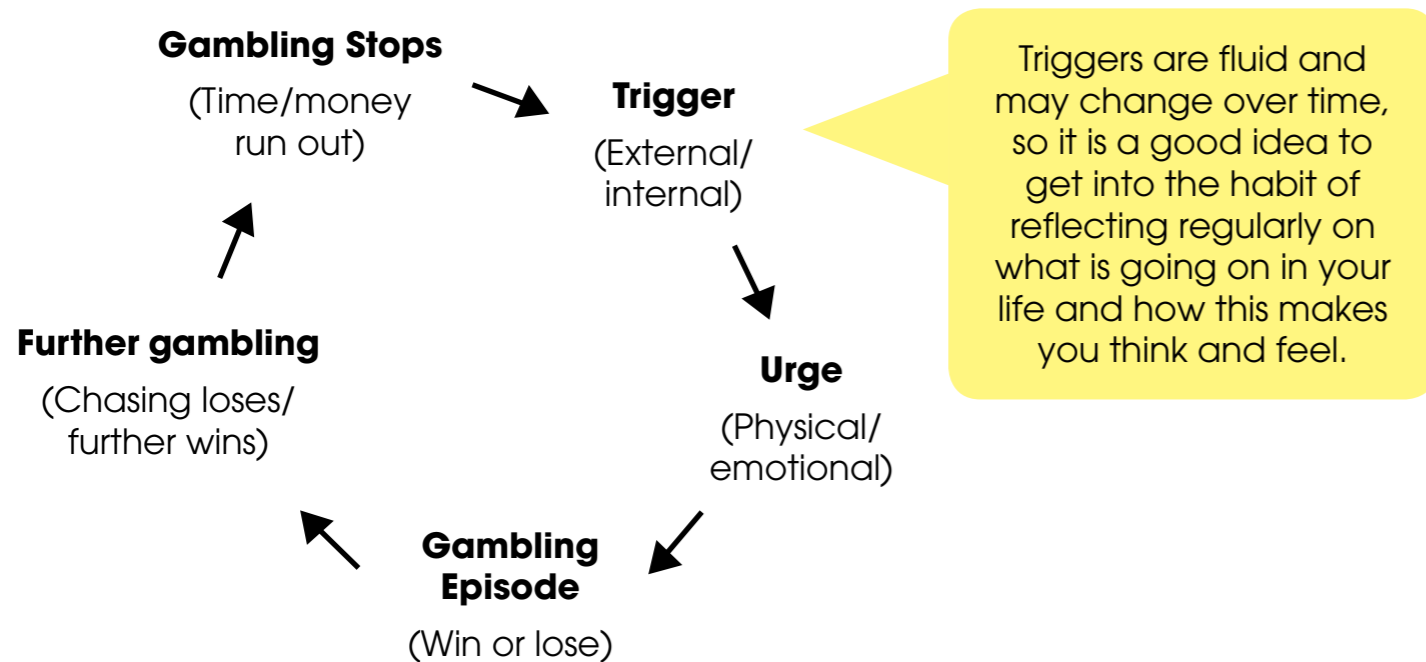 Gambling Stops
(Time/money
run out)
Trigger
(External/
internal)
Triggers are fluid and
may change over time,
so it is a good idea to
get into the habit of
reflecting regularly on
what is going on in your
life and how this makes
you think and feel.
Urge
(Physical/
emotional)
Gambling
Episode
(Win or lose)
Further gambling
(Chasing loses/
further wins)